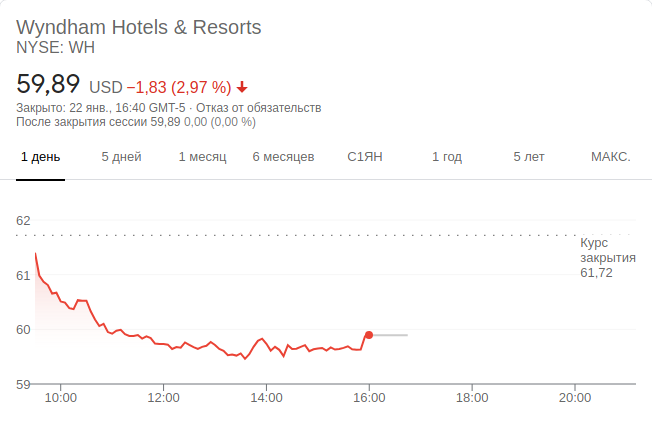 Wyndham Hotels & Resorts
NYSE: WH
59,89 USD −1,83 (2,97 %)
Закрыто: 22 янв., 16:40 GMT-5 · Отказ от обязательств
После закрытия сессии 59,89 0,00 (0,00 %)
1 день 5 дней 1 месяц 6 месяцев С1ЯН 1 год 5 лет МАКС.
62
Курс
закрытия
61,72
61
60
59
10:00 12:00 14:00 16:00 18:00 20:00